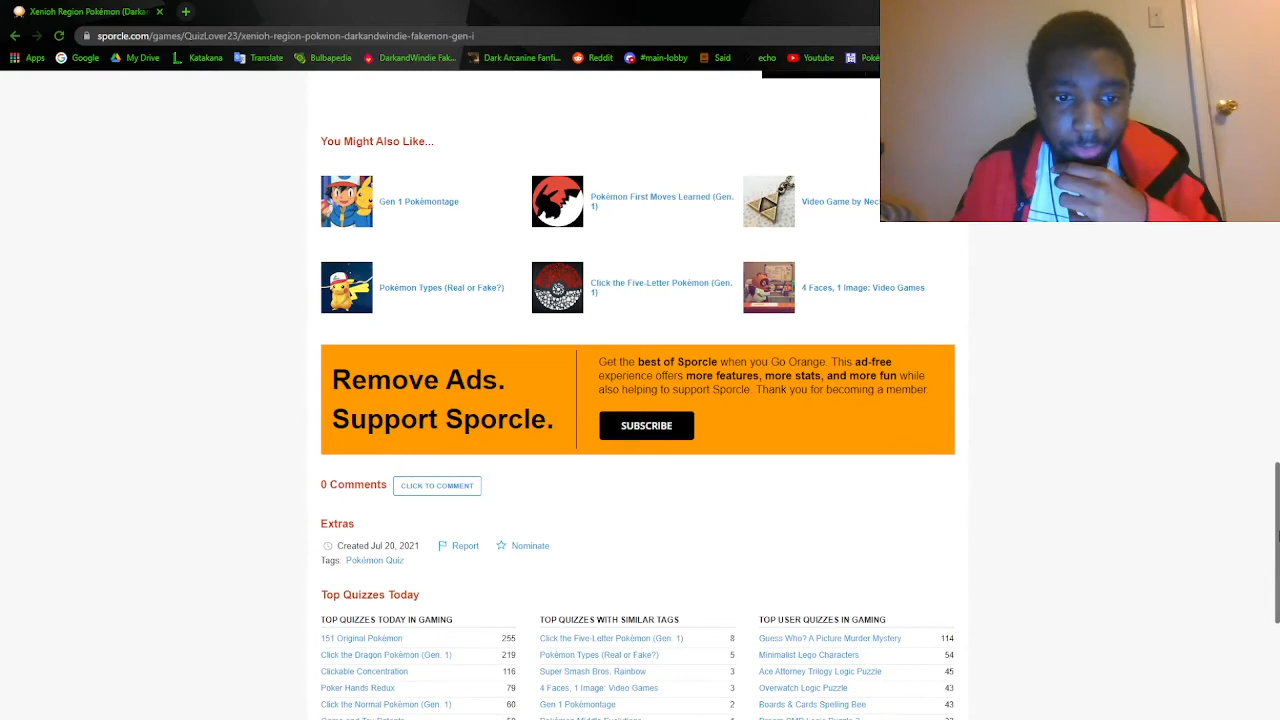 Xenioh Region Pokémon (Dark
sporcle.com/games/QuizLover23/xenioh-region-pokmon-darkandwindie-fakemon-gen-i
Apps Google My Drive Katakana Translate Bulbapedia DarkandWindie Fak... Dark Arcanine Fanfi... Reddit #main-lobby Said echo Youtube Poké
You Might Also Like...
Gen 1 Pokémontage
Pokémon First Moves Learned (Gen. 1)
Video Game by Nec
Pokémon Types (Real or Fake?)
Click the Five-Letter Pokémon (Gen. 1)
4 Faces, 1 Image: Video Games
Remove Ads.
Support Sporcle.
Get the best of Sporcle when you Go Orange. This ad-free
experience offers more features, more stats, and more fun while
also helping to support Sporcle. Thank you for becoming a member.
SUBSCRIBE
0 Comments CLICK TO COMMENT
Extras
Created Jul 20, 2021 Report Nominate
Tags: Pokémon Quiz
Top Quizzes Today
TOP QUIZZES TODAY IN GAMING
151 Original Pokémon 255
Click the Dragon Pokémon (Gen. 1) 219
Clickable Concentration 116
Poker Hands Redux 79
Click the Normal Pokémon (Gen. 1) 60
TOP QUIZZES WITH SIMILAR TAGS
Click the Five-Letter Pokémon (Gen. 1) 8
Pokémon Types (Real or Fake?) 5
Super Smash Bros. Rainbow 3
4 Faces, 1 Image: Video Games 3
Gen 1 Pokémontage 2
TOP USER QUIZZES IN GAMING
Guess Who? A Picture Murder Mystery 114
Minimalist Lego Characters 54
Ace Attorney Trilogy Logic Puzzle 45
Overwatch Logic Puzzle 43
Boards & Cards Spelling Bee 43